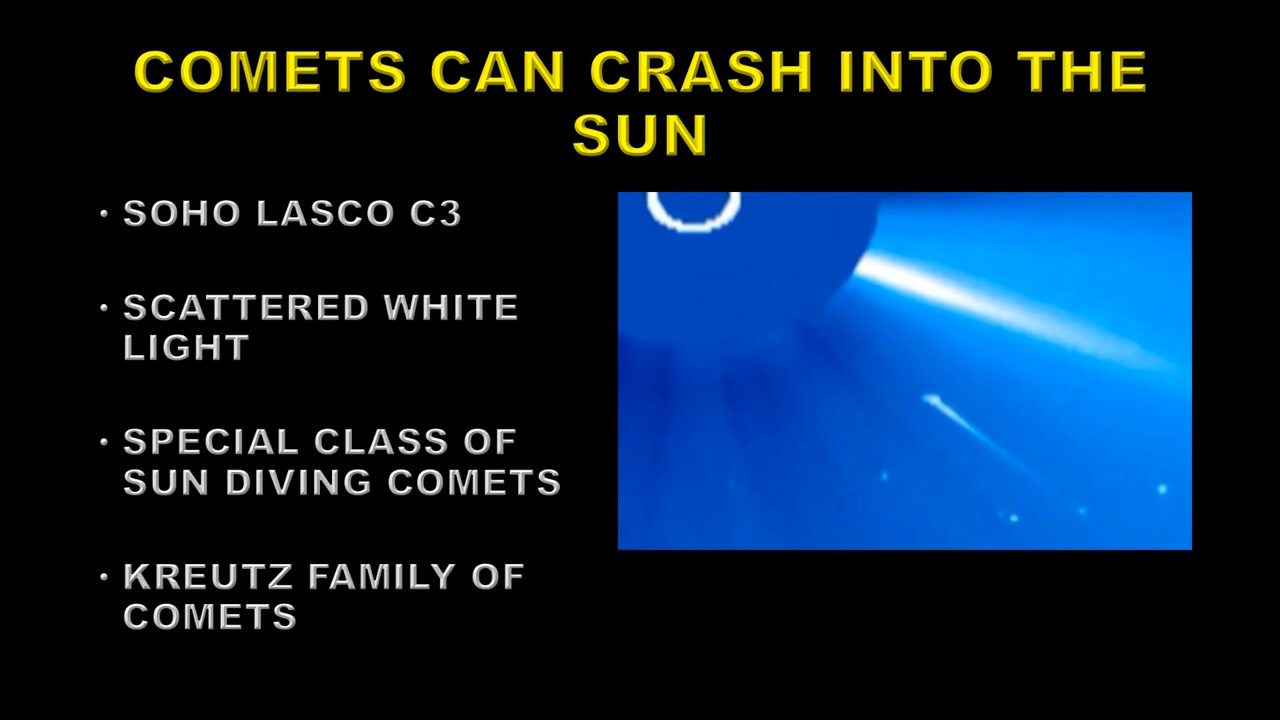 COMETS CAN CRASH INTO THE
SUN
• SOHO LASCO C3
• SCATTERED WHITE
LIGHT
• SPECIAL CLASS OF
SUN DIVING COMETS
• KREUTZ FAMILY OF
COMETS